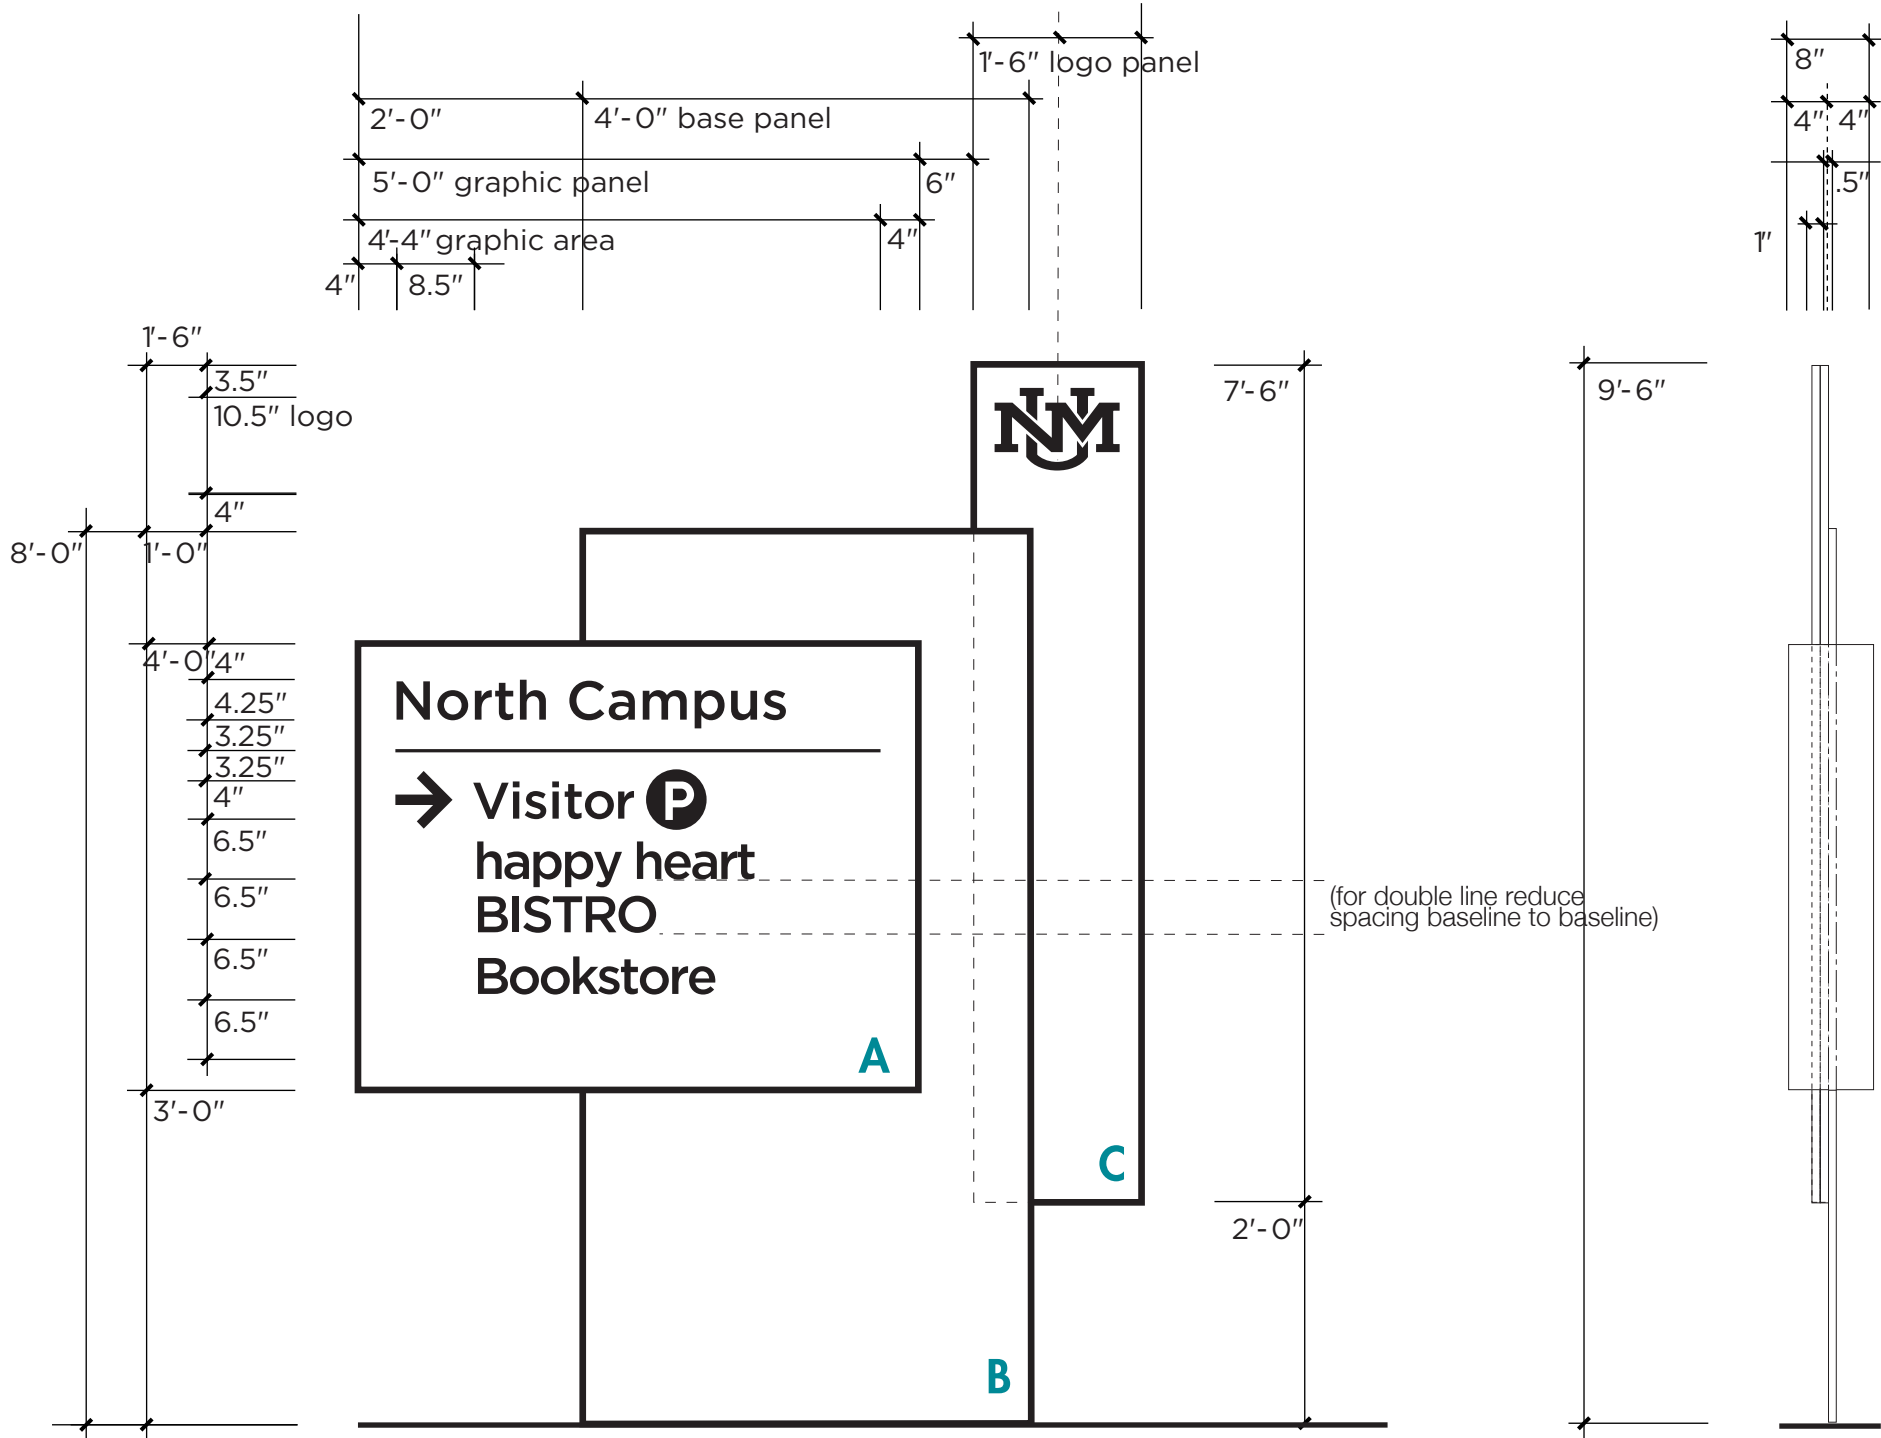 1'-6" logo panel
8"
2'-0"
4'-0" base panel
4"
4"
5'-0" graphic panel
6"
.5"
4'-4" graphic area
4"
1"
4"
8.5"
1'-6"
3.5"
10.5" logo
4"
8'-0"
1'-0"
4'-0"
4"
4.25"
3.25"
3.25"
4"
6.5"
6.5"
6.5"
6.5"
3'-0"
UNM
North Campus
Visitor P
happy heart
BISTRO
Bookstore
A
C
B
7'-6"
9'-6"
(for double line reduce
spacing baseline to baseline)
2'-0"